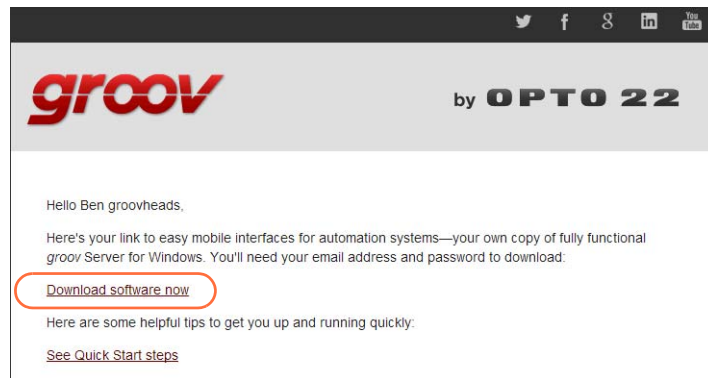 You
Tube
groov
by OPTO 22
Hello Ben groovheads,
Here's your link to easy mobile interfaces for automation systems—your own copy of fully functional
groov Server for Windows. You'll need your email address and password to download:
Download software now
Here are some helpful tips to get you up and running quickly:
See Quick Start steps